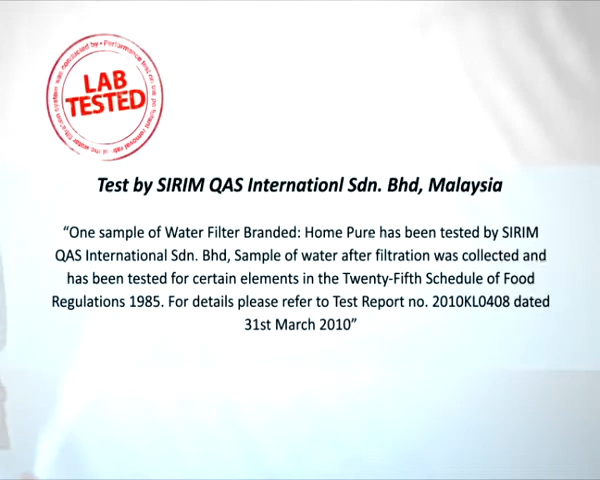 LAB
TESTED
Test by SIRIM QAS Internationl Sdn. Bhd, Malaysia
“One sample of Water Filter Branded: Home Pure has been tested by SIRIM
QAS International Sdn. Bhd, Sample of water after filtration was collected and
has been tested for certain elements in the Twenty-Fifth Schedule of Food
Regulations 1985. For details please refer to Test Report no. 2010KL0408 dated
31st March 2010”